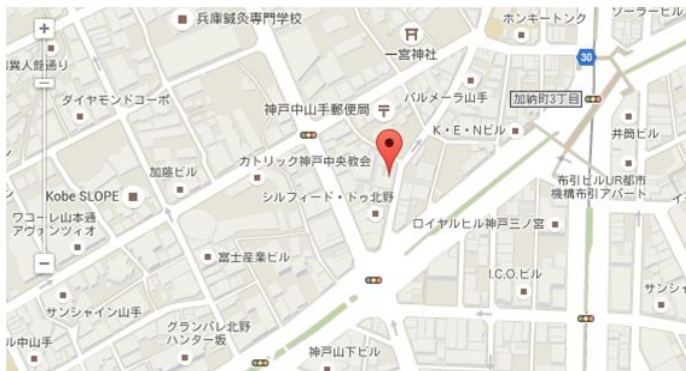 兵庫鍼灸専門学校
ホンキートンク
ソーラービル
一宮神社
30
異人館通り
ダイヤモンドコーポ
神戸中山手郵便局
パルメーラ山手
加納町3丁目
K・E・Nビル
井筒ビル
加藤ビル
カトリック神戸中央教会
布引ビルUR都市
機構布引アパート
Kobe SLOPE
シルフィード・ドゥ北野
ワコーレ山本通
アヴァンツィオ
ロイヤルヒル神戸三ノ宮
富士産業ビル
I.C.O.ビル
サンシャイン山手
サンシャ
グランパレ北野
ハンター坂
ル中山手
神戸山下ビル